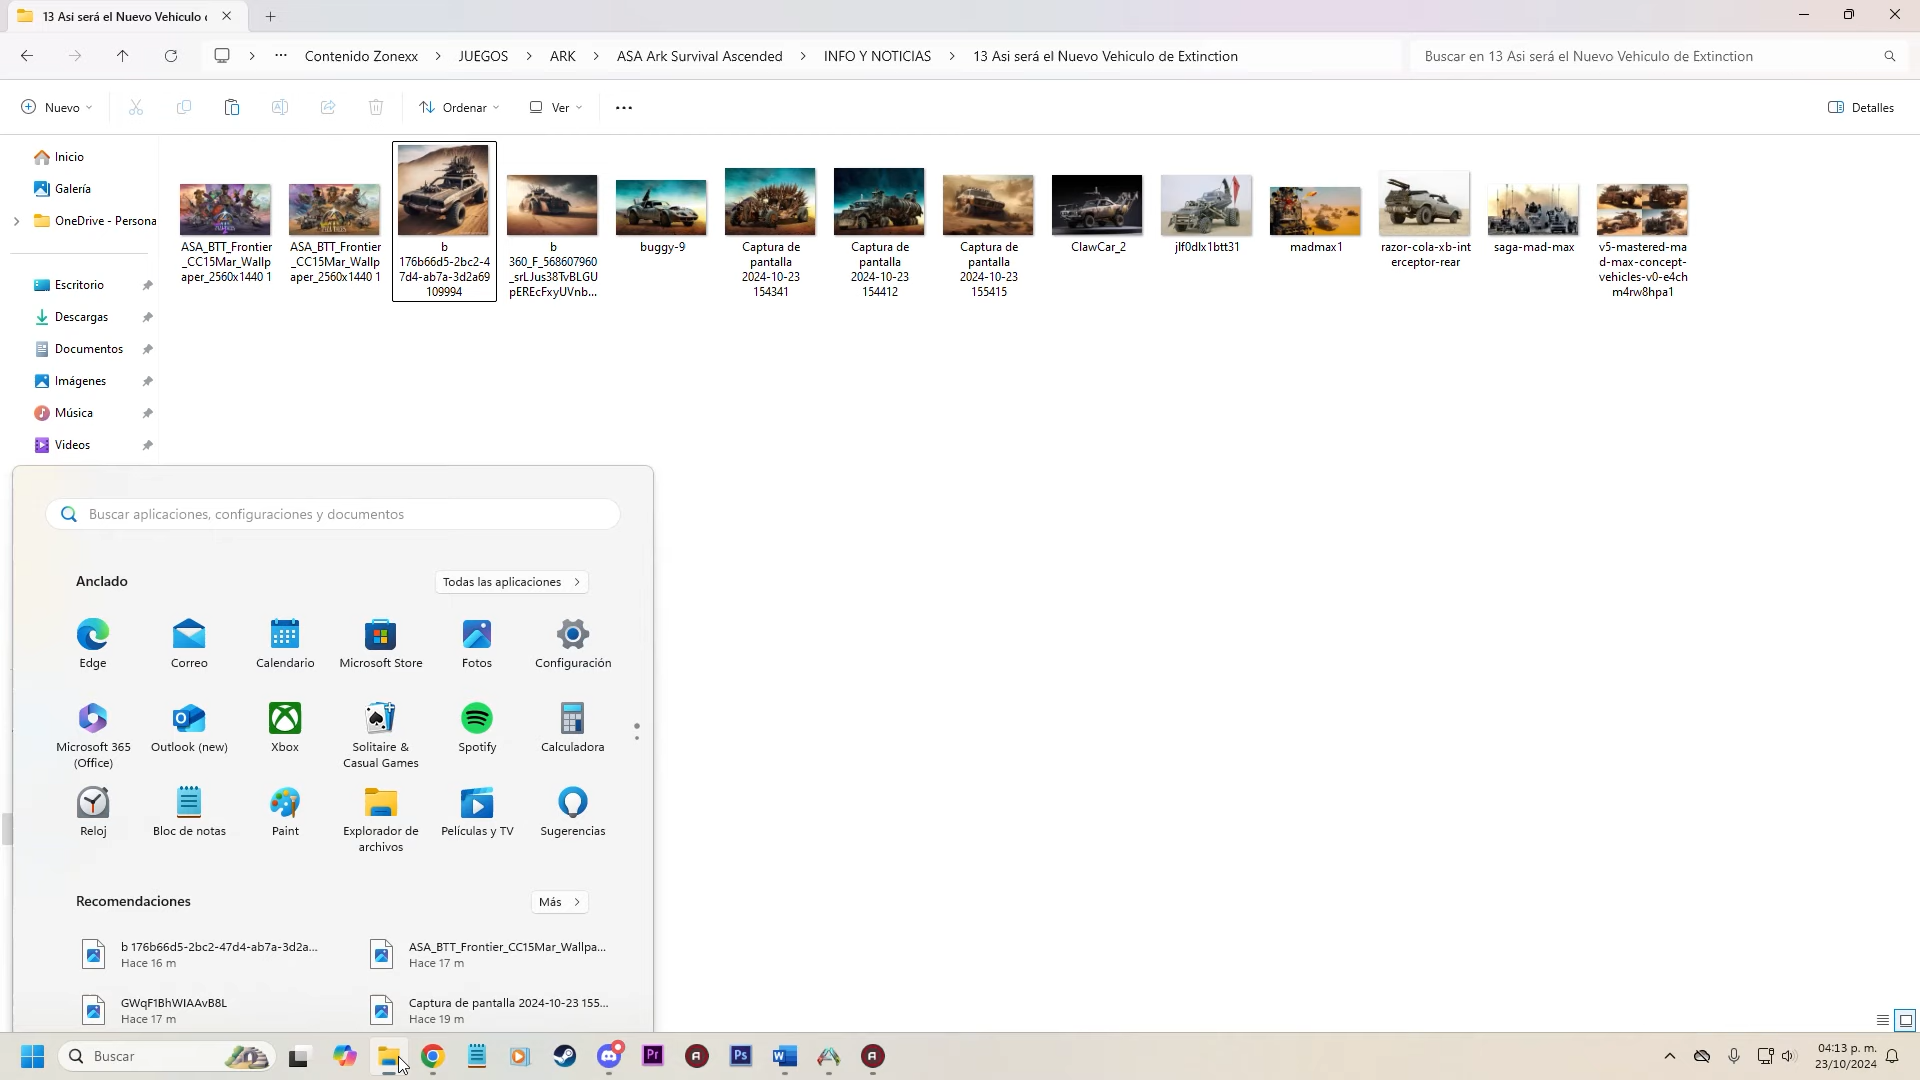 13 Asi será el Nuevo Vehiculo c
Contenido Zonexx
JUEGOS
ARK
ASA Ark Survival Ascended
INFO Y NOTICIAS
13 Asi será el Nuevo Vehiculo de Extinction
Buscar en 13 Asi será el Nuevo Vehiculo de Extinction
Nuevo
Ordenar
Ver
Detalles
Inicio
Galería
OneDrive - Persona
Escritorio
Descargas
Documentos
Imágenes
Música
Videos
ASA_BTT_Frontier
_CC15Mar_Wallp
aper_2560x1440 1
ASA_BTT_Frontier
_CC15Mar_Wallp
aper_2560x1440 1
b
176b66d5-2bc2-4
7d4-ab7a-3d2a69
109994
b
360_F_568607960
_srLJus38TvBLGU
pEREcFxyUVnb...
buggy-9
Captura de
pantalla
2024-10-23
154341
Captura de
pantalla
2024-10-23
154412
Captura de
pantalla
2024-10-23
155415
ClawCar_2
jlf0dlx1btt31
madmax1
razor-cola-xb-int
erceptor-rear
saga-mad-max
v5-mastered-ma
d-max-concept-
vehicles-v0-e4ch
m4rw8hpa1
Buscar aplicaciones, configuraciones y documentos
Anclado
Todas las aplicaciones
Edge
Correo
Calendario
Microsoft Store
Fotos
Configuración
Microsoft 365
(Office)
Outlook (new)
Xbox
Solitaire &
Casual Games
Spotify
Calculadora
Reloj
Bloc de notas
Paint
Explorador de
archivos
Películas y TV
Sugerencias
Recomendaciones
Más
b 176b66d5-2bc2-47d4-ab7a-3d2a...
Hace 16 m
ASA_BTT_Frontier_CC15Mar_Wallpa...
Hace 17 m
GWqF1BhWIAAvB8L
Hace 17 m
Captura de pantalla 2024-10-23 155...
Hace 19 m
Buscar
04:13 p. m.
23/10/2024